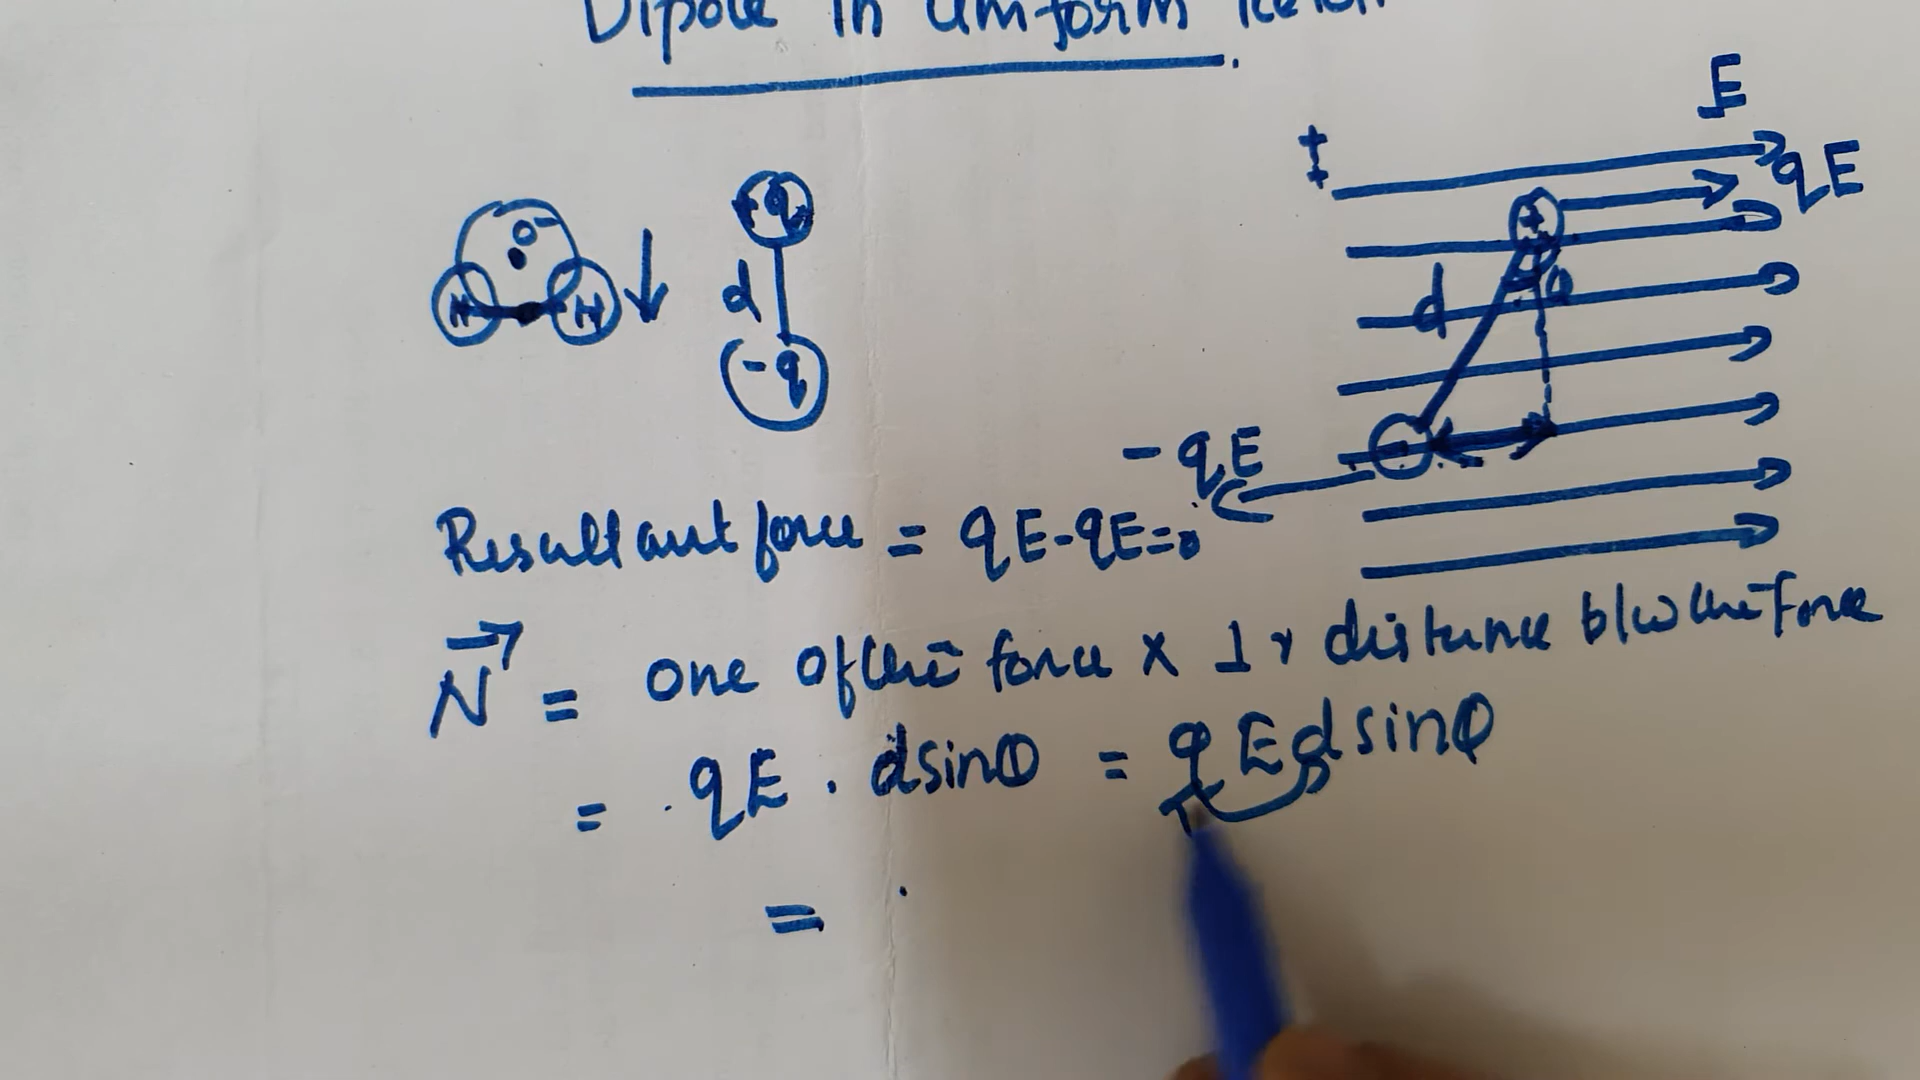 Dipole in Uniform
E
qE
O
H H
+q
d
-q
+
d
θ
-
-qE
Resultant force = qE-qE=0
N = one of the force x ⊥r distance b/w the force
= qE . dsinθ = qEdsinθ
=